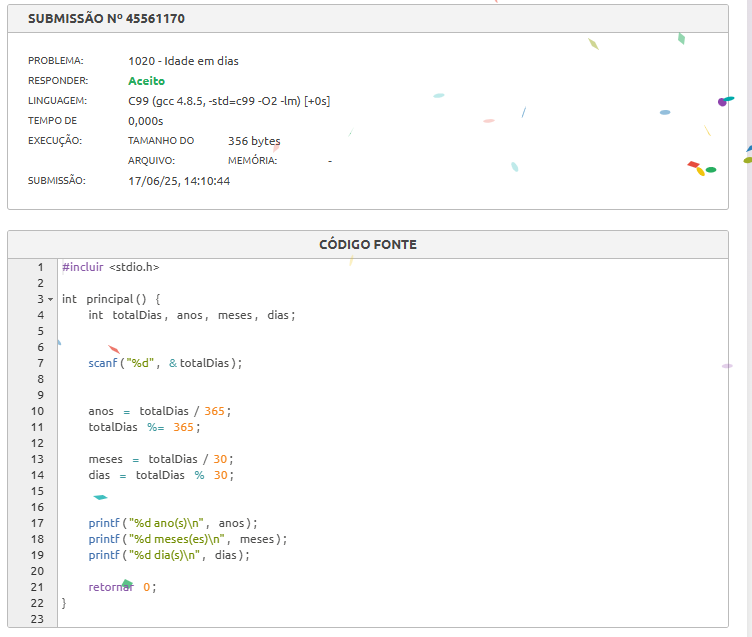 SUBMISSÃO Nº 45561170
PROBLEMA: 1020 - Idade em dias
RESPONDER: Aceito
LINGUAGEM: C99 (gcc 4.8.5, -std=c99 -O2 -lm) [+0s]
TEMPO DE EXECUÇÃO: 0,000s
TAMANHO DO ARQUIVO: 356 bytes
MEMÓRIA: -
SUBMISSÃO: 17/06/25, 14:10:44
CÓDIGO FONTE
1 #incluir <stdio.h>
2
3 int principal() {
4 int totalDias, anos, meses, dias;
5
6
7 scanf("%d", &totalDias);
8
9
10 anos = totalDias / 365;
11 totalDias %= 365;
12
13 meses = totalDias / 30;
14 dias = totalDias % 30;
15
16
17 printf("%d ano(s)\n", anos);
18 printf("%d meses(es)\n", meses);
19 printf("%d dia(s)\n", dias);
20
21 retornar 0;
22 }
23